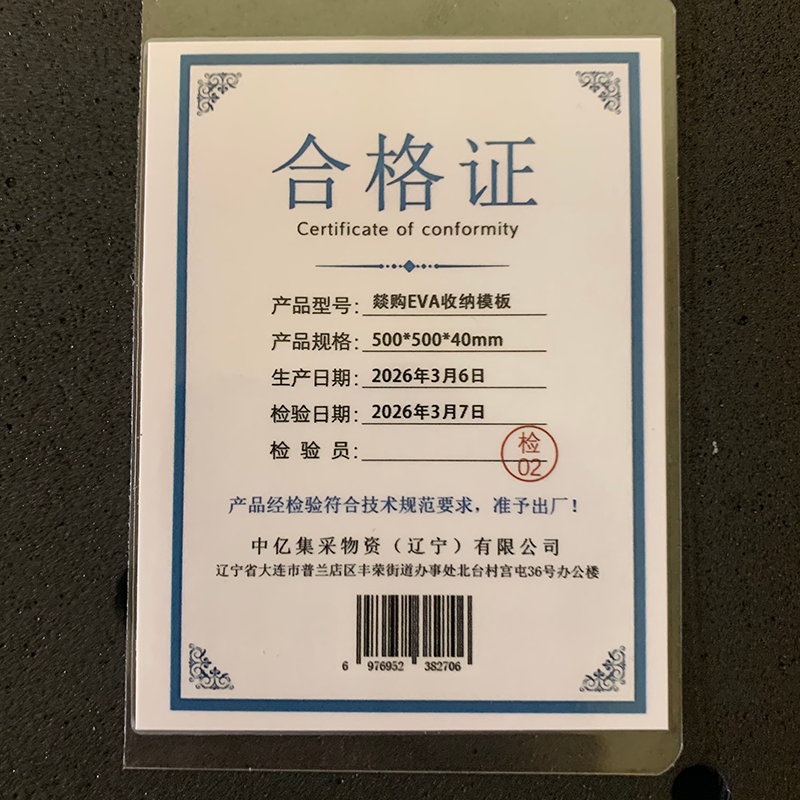 合格证
Certificate of conformity
产品型号：燚购EVA收纳模板
产品规格：500*500*40mm
生产日期：2026年3月6日
检验日期：2026年3月7日
检 验 员：
检
02
产品经检验符合技术规范要求，准予出厂！
中亿集采物资（辽宁）有限公司
辽宁省大连市普兰店区丰荣街道办事处北台村宫屯36号办公楼
6 976952 382706